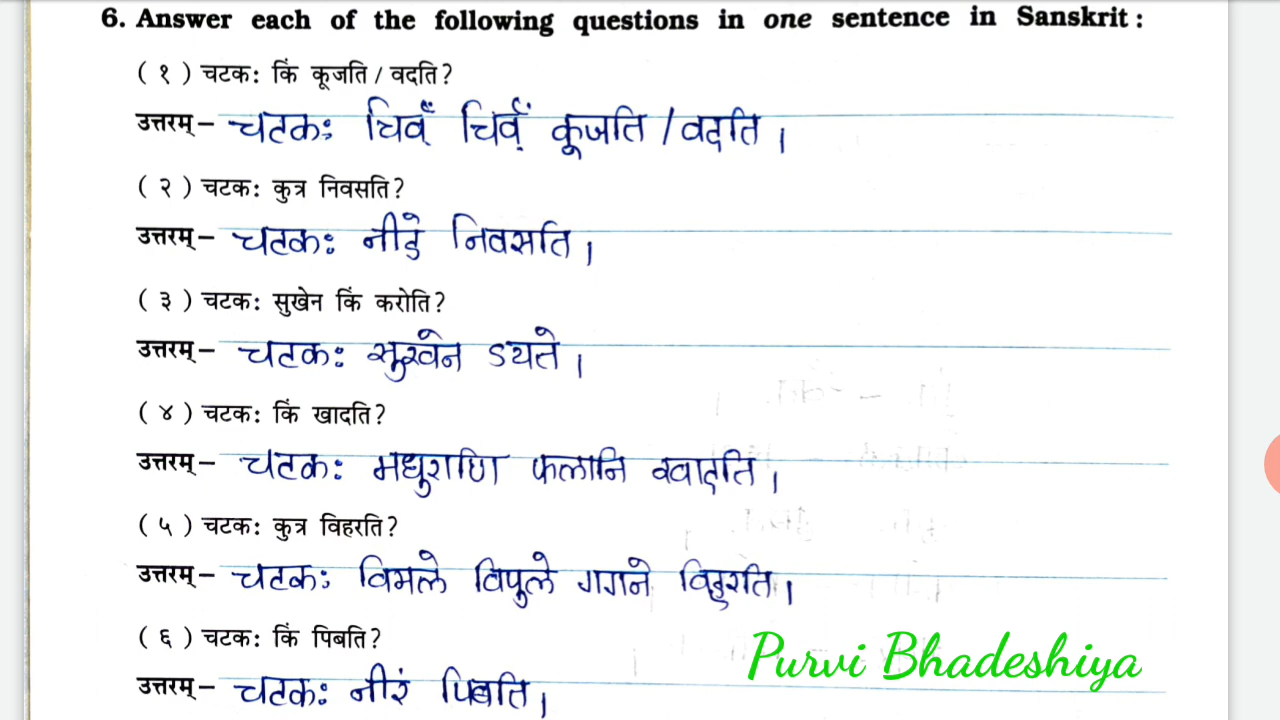 6. Answer each of the following questions in one sentence in Sanskrit :
( १ ) चटकः किं कूजति / वदति?
उत्तरम् – चटकः चिवँ चिवँ कूजति / वदति ।
( २ ) चटकः कुत्र निवसति?
उत्तरम् – चटकः नीडे निवसति ।
( ३ ) चटकः सुखेन किं करोति?
उत्तरम् – चटकः सुखेन डयते ।
( ४ ) चटकः किं खादति?
उत्तरम् – चटकः मधुराणि फलानि खादति ।
( ५ ) चटकः कुत्र विहरति?
उत्तरम् – चटकः विमले विपुले गगने विहरति ।
( ६ ) चटकः किं पिबति?
उत्तरम् – चटकः नीरं पिबति ।
Purvi Bhadeshiya